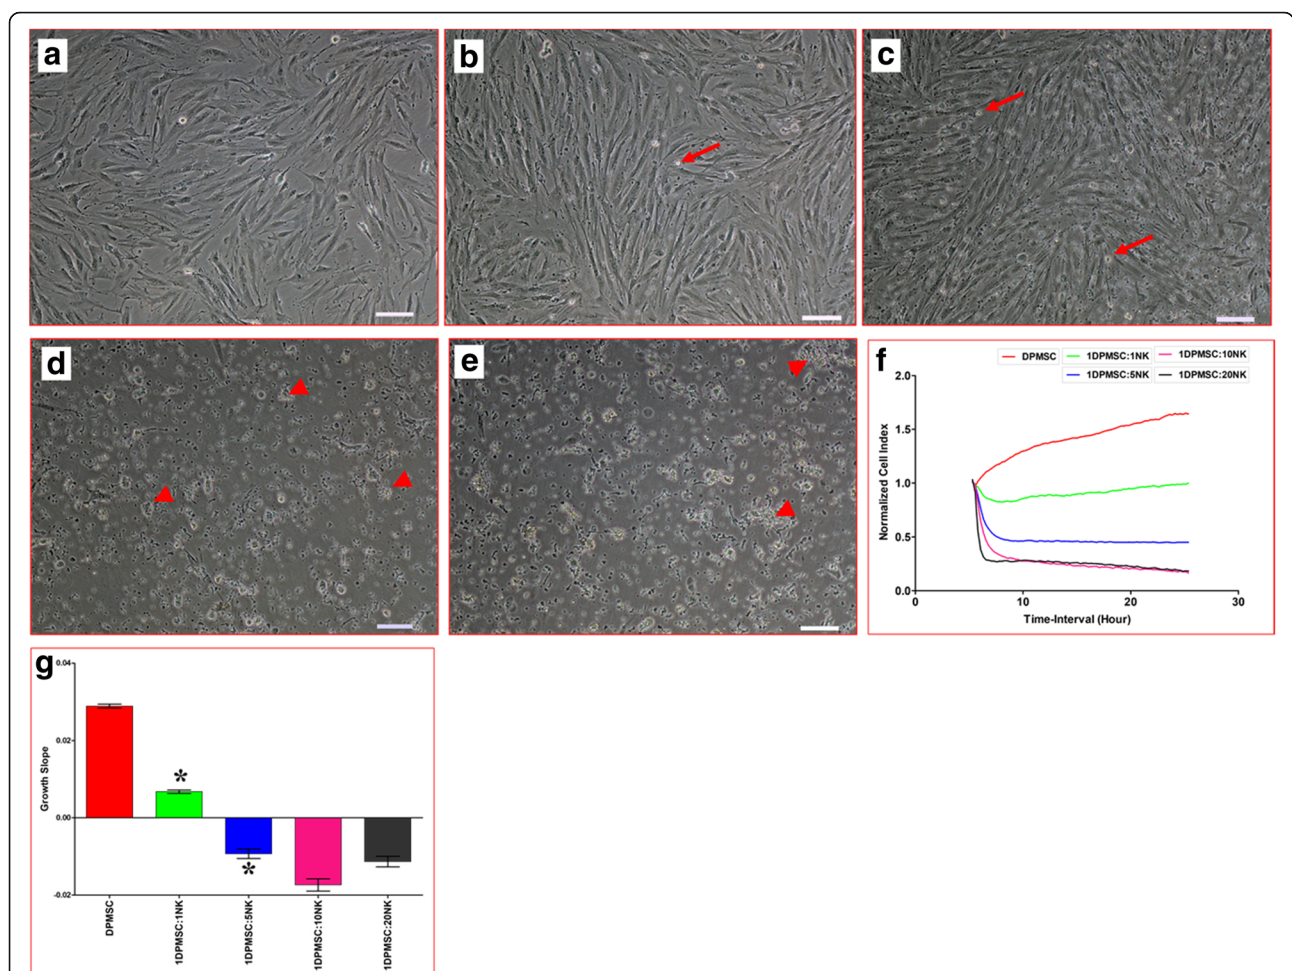 a
b
c
d
e
f
DPMSC 1DPMSC:1NK 1DPMSC:10NK
1DPMSC:5NK 1DPMSC:20NK
2.0
1.5
1.0
0.5
0.0
Normalized Cell Index
0 10 20 30
Time-Interval (Hour)
g
0.04
0.02
0.00
-0.02
Growth Slope
*
*
DPMSC
1DPMSC:1NK
1DPMSC:5NK
1DPMSC:10NK
1DPMSC:20NK